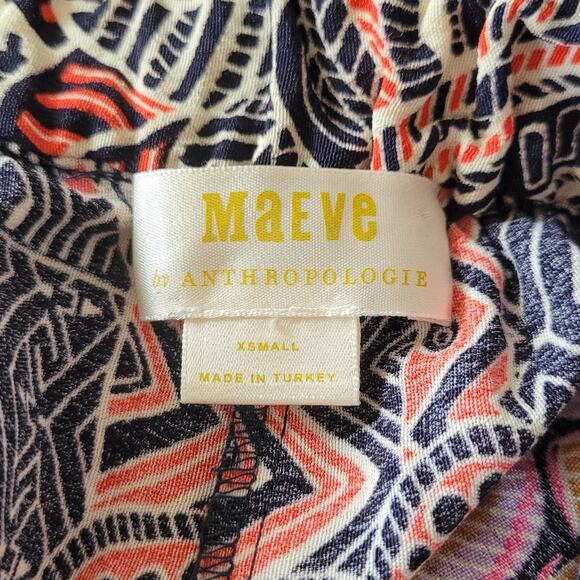 MaEVe
by ANTHROPOLOGIE
XSMALL
MADE IN TURKEY